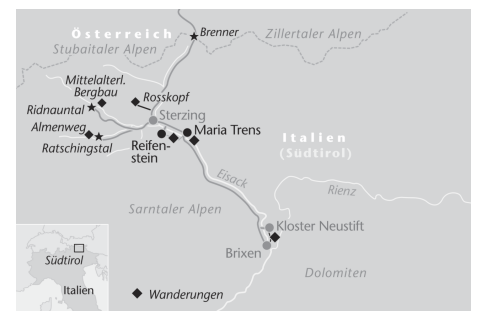 Österreich
Stubaitaler Alpen
Brenner
Zillertaler Alpen
Mittelalterl.
Bergbau
Rosskopf
Ridnauntal
Sterzing
Almenweg
Ratschingstal
Maria Trens
Reifen-
stein
Italien
(Südtirol)
Eisack
Rienz
Sarntaler Alpen
Kloster Neustift
Brixen
Dolomiten
Südtirol
Italien
Wanderungen